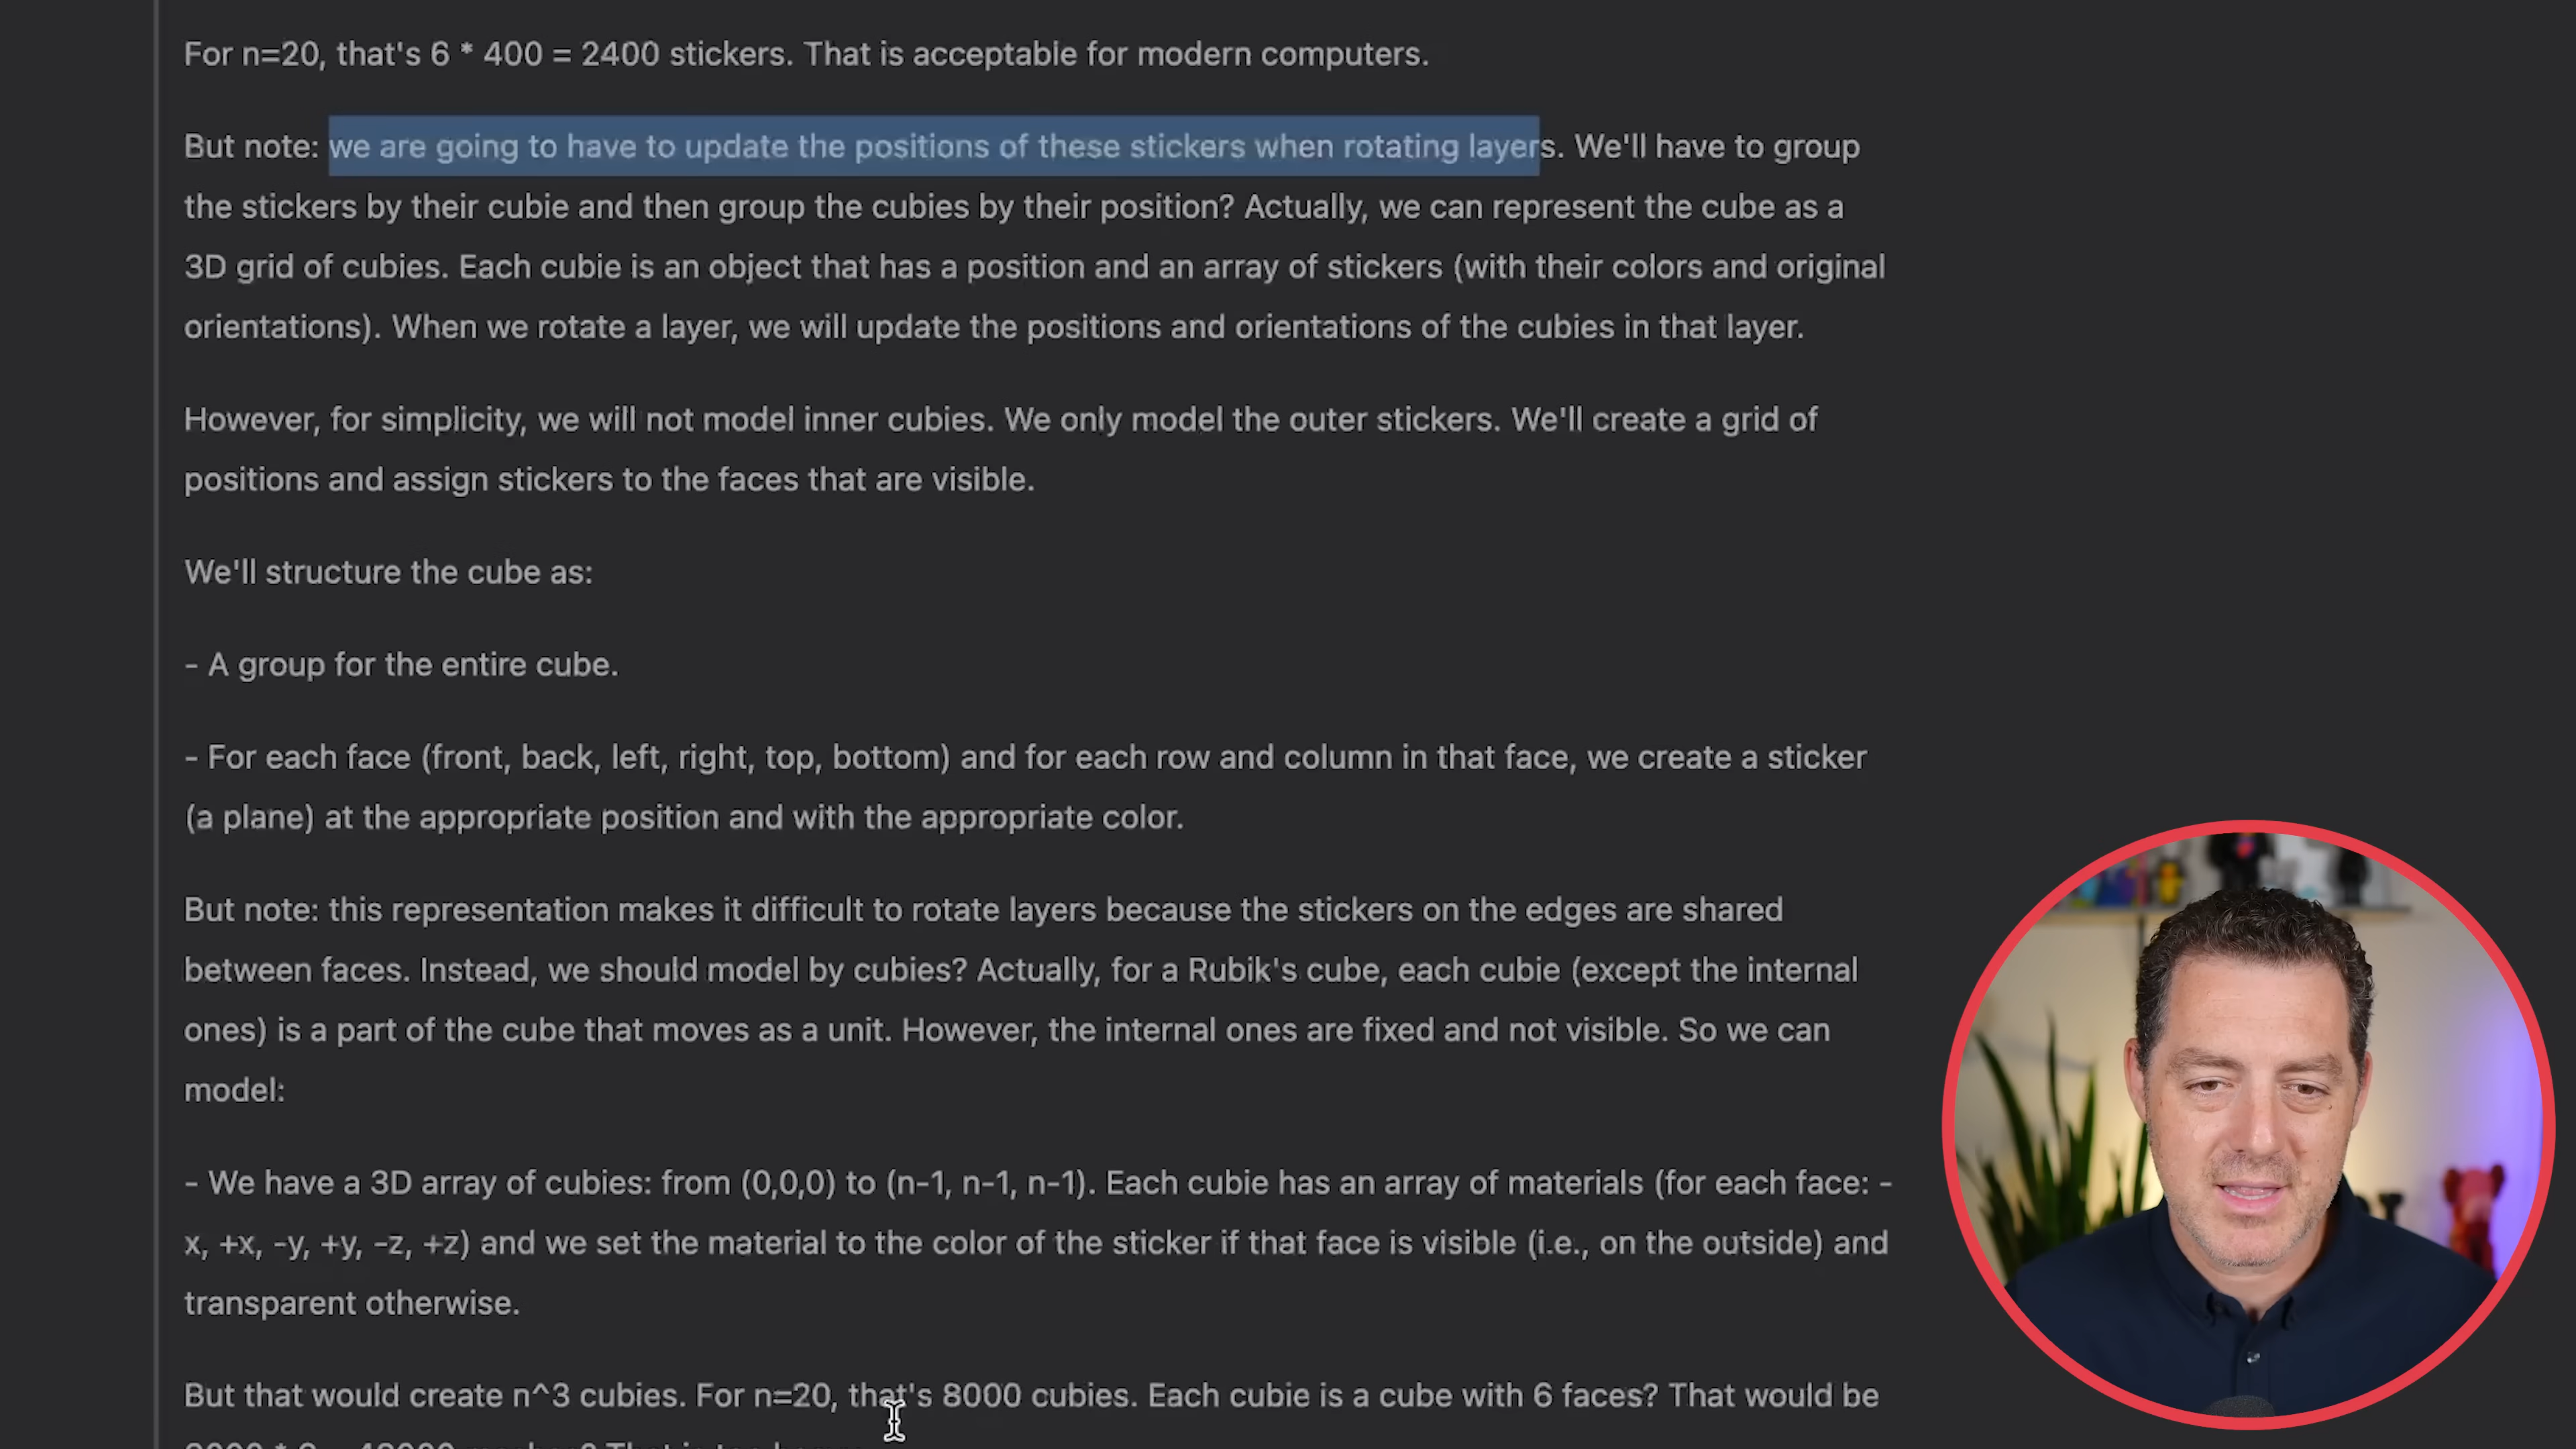 For n=20, that's 6 * 400 = 2400 stickers. That is acceptable for modern computers.
But note: we are going to have to update the positions of these stickers when rotating layers. We'll have to group
the stickers by their cubie and then group the cubies by their position? Actually, we can represent the cube as a
3D grid of cubies. Each cubie is an object that has a position and an array of stickers (with their colors and original
orientations). When we rotate a layer, we will update the positions and orientations of the cubies in that layer.
However, for simplicity, we will not model inner cubies. We only model the outer stickers. We'll create a grid of
positions and assign stickers to the faces that are visible.
We'll structure the cube as:
- A group for the entire cube.
- For each face (front, back, left, right, top, bottom) and for each row and column in that face, we create a sticker
(a plane) at the appropriate position and with the appropriate color.
But note: this representation makes it difficult to rotate layers because the stickers on the edges are shared
between faces. Instead, we should model by cubies? Actually, for a Rubik's cube, each cubie (except the internal
ones) is a part of the cube that moves as a unit. However, the internal ones are fixed and not visible. So we can
model:
- We have a 3D array of cubies: from (0,0,0) to (n-1, n-1, n-1). Each cubie has an array of materials (for each face: -
x, +x, -y, +y, -z, +z) and we set the material to the color of the sticker if that face is visible (i.e., on the outside) and
transparent otherwise.
But that would create n^3 cubies. For n=20, that's 8000 cubies. Each cubie is a cube with 6 faces? That would be